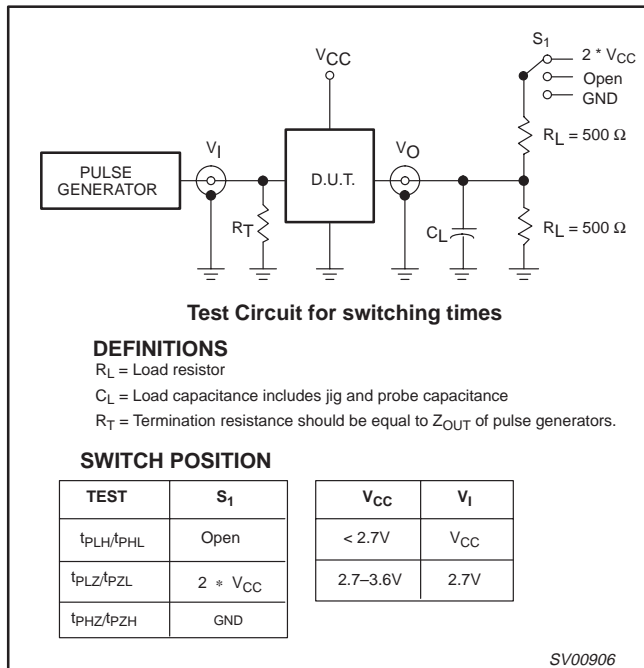 S1
2 * VCC
Open
GND
VCC
RL = 500 Ω
VI
VO
PULSE
GENERATOR
D.U.T.
RT
CL
RL = 500 Ω
Test Circuit for switching times
DEFINITIONS
RL = Load resistor
CL = Load capacitance includes jig and probe capacitance
RT = Termination resistance should be equal to ZOUT of pulse generators.
SWITCH POSITION
TEST S1
tPLH/tPHL Open
tPLZ/tPZL 2 * VCC
tPHZ/tPZH GND
VCC VI
< 2.7V VCC
2.7–3.6V 2.7V
SV00906